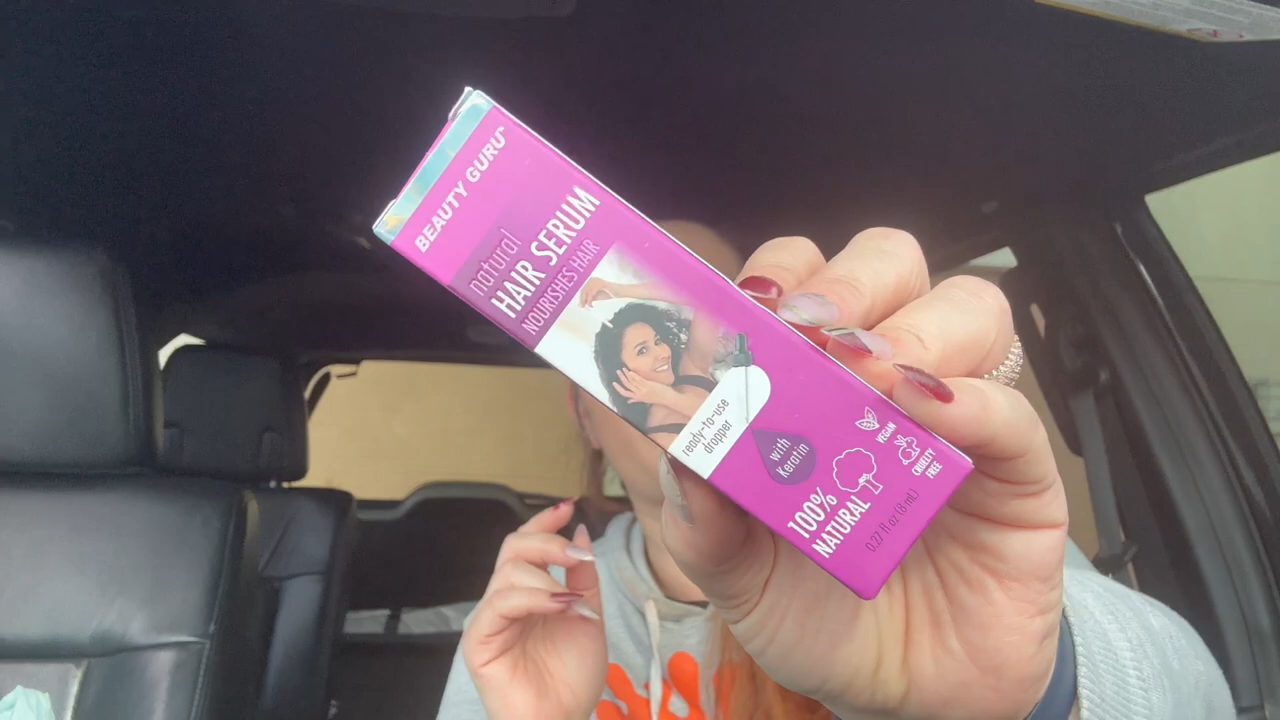 BEAUTY GURU™
natural
HAIR SERUM
NOURISHES HAIR
ready-to-use
dropper
with
Keratin
100%
NATURAL
VEGAN
CRUELTY
FREE
0.27 fl oz (8 ml)